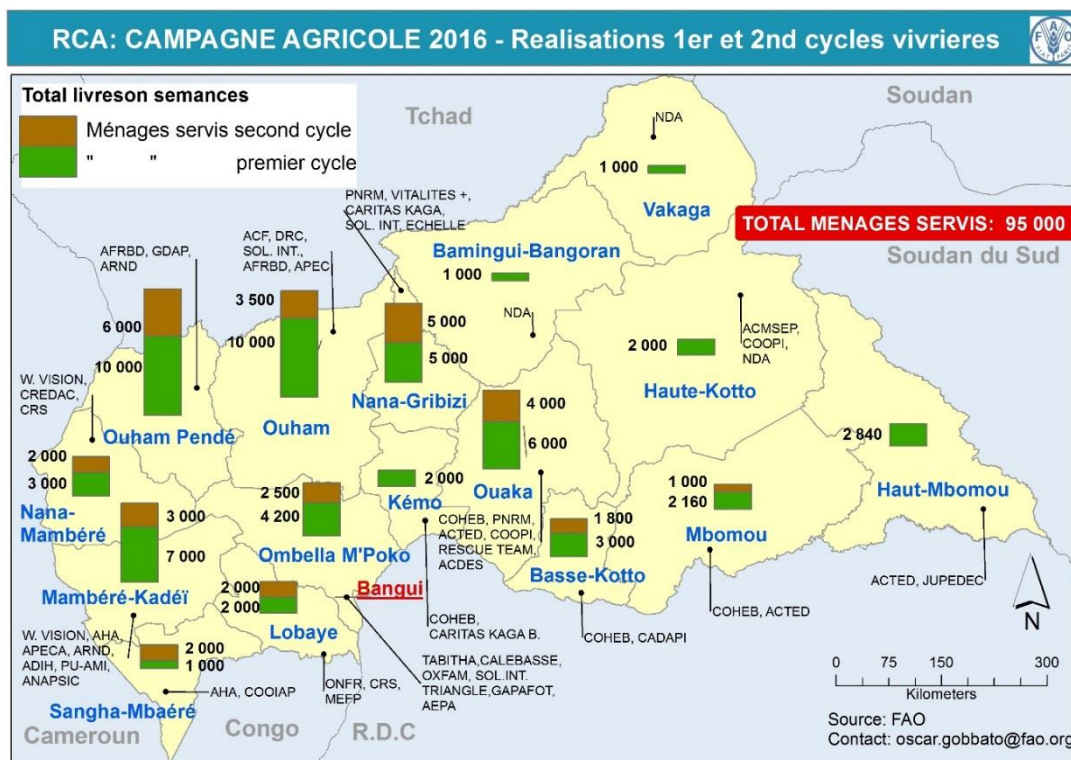 RCA: CAMPAGNE AGRICOLE 2016 - Realisations 1er et 2nd cycles vivrieres
FAO
FIAT PANIS
Total livreson semances
Ménages servis second cycle
" " premier cycle
Tchad
Soudan
NDA
1 000
Vakaga
TOTAL MENAGES SERVIS: 95 000
Soudan du Sud
PNRM, VITALITES +,
CARITAS KAGA,
SOL. INT, ECHELLE
Bamingui-Bangoran
1 000
NDA
AFRBD, GDAP,
ARND
6 000
10 000
Ouham Pendé
ACF, DRC,
SOL. INT.,
AFRBD, APEC
3 500
10 000
Ouham
5 000
5 000
Nana-Gribizi
2 000
Haute-Kotto
ACMSEP,
COOPI,
NDA
W. VISION,
CREDAC,
CRS
2 000
3 000
Nana-
Mambéré
3 000
7 000
Mambéré-Kadéï
2 500
4 200
Ombella M'Poko
2 000
Kémo
4 000
6 000
Ouaka
COHEB, PNRM,
ACTED, COOPI,
RESCUE TEAM,
ACDES
1 800
3 000
Basse-Kotto
1 000
2 160
Mbomou
2 840
Haut-Mbomou
ACTED, JUPEDEC
COHEB, ACTED
COHEB, CADAPI
2 000
2 000
Lobaye
Bangui
COHEB,
CARITAS KAGA B.
TABITHA,CALEBASSE,
OXFAM, SOL.INT.
TRIANGLE,GAPAFOT,
AEPA
ONFR, CRS,
MEFP
W. VISION, AHA,
APECA, ARND,
ADIH, PU-AMI,
ANAPSIC
2 000
1 000
AHA, COOIAP
Sangha-Mbaéré
Cameroun
Congo
R.D.C
N
0 75 150 300
Kilometers
Source: FAO
Contact: oscar.gobbato@fao.org